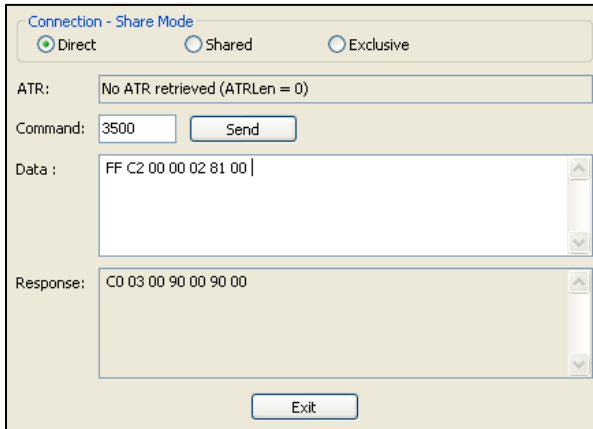 Connection - Share Mode
Direct Shared Exclusive
ATR: No ATR retrieved (ATRLen = 0)
Command: 3500 Send
Data : FF C2 00 00 02 81 00
Response: C0 03 00 90 00 90 00
Exit